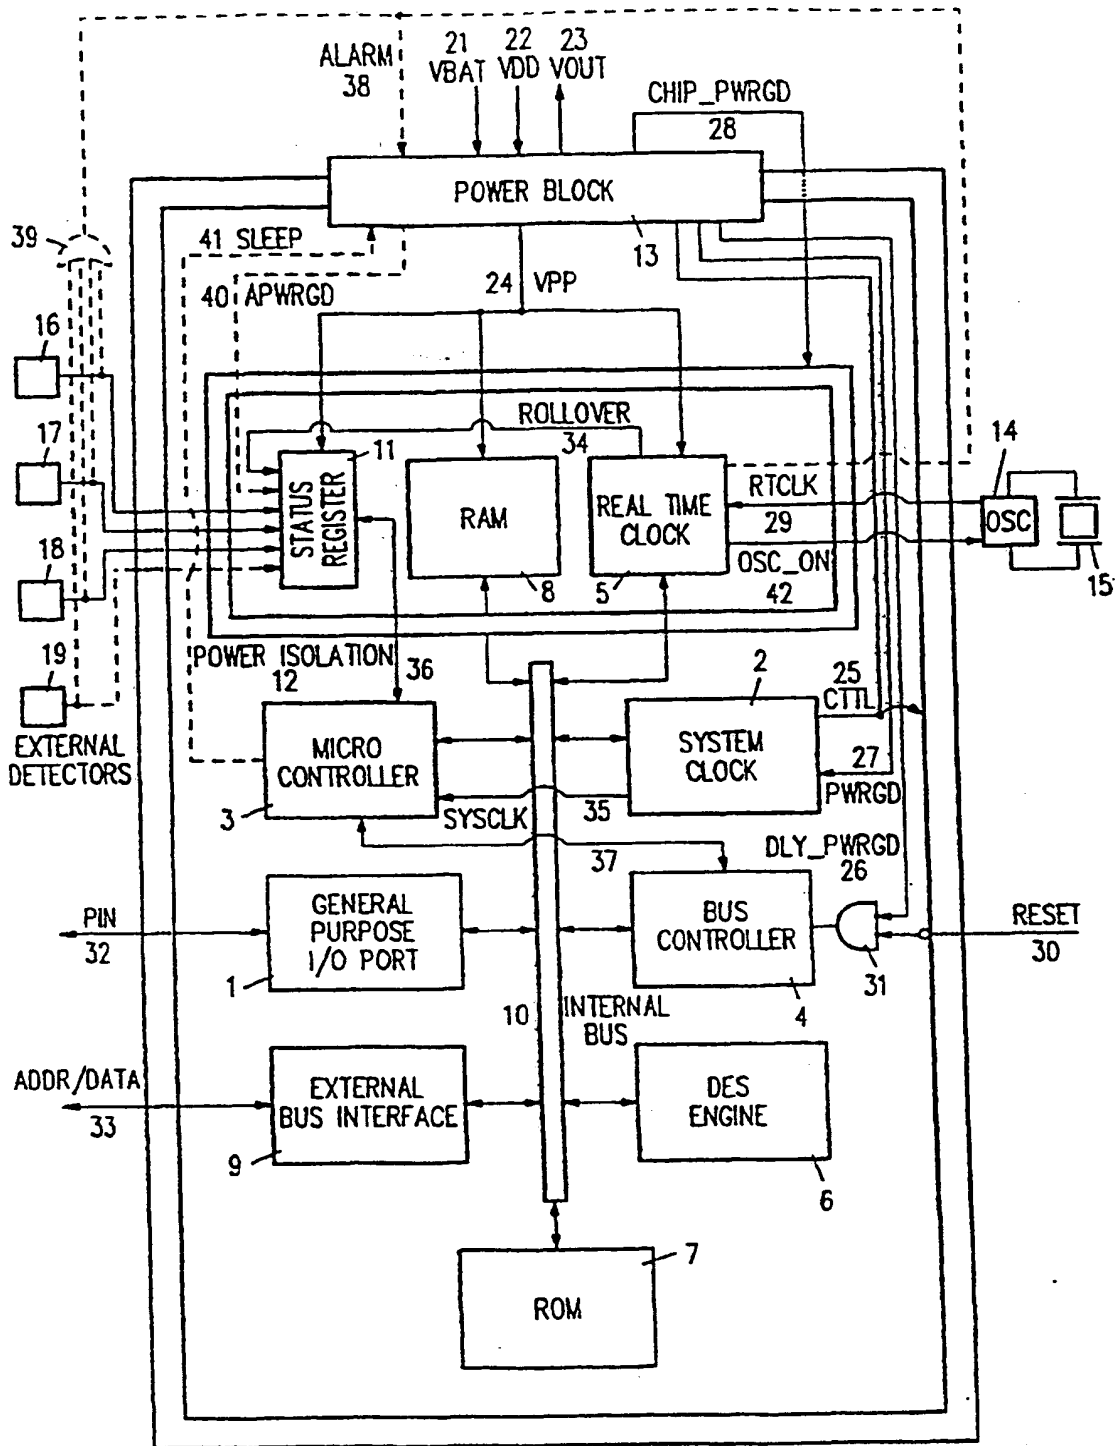 ALARM
38
21
VBAT
22
VDD
23
VOUT
CHIP_PWRGD
28
POWER BLOCK
13
39
41 SLEEP
40 APWRGD
24 VPP
16
17
18
19
EXTERNAL
DETECTORS
ROLLOVER
34
11
STATUS
REGISTER
RAM
8
REAL TIME
CLOCK
5
RTCLK
29
OSC_ON
42
14
OSC
15
POWER ISOLATION
12
36
MICRO
CONTROLLER
3
2
SYSTEM
CLOCK
25
CTTL
27
PWRGD
SYSCLK
35
37
DLY_PWRGD
26
PIN
32
GENERAL
PURPOSE
I/O PORT
1
BUS
CONTROLLER
4
31
RESET
30
10
INTERNAL
BUS
ADDR/DATA
33
EXTERNAL
BUS INTERFACE
9
DES
ENGINE
6
7
ROM